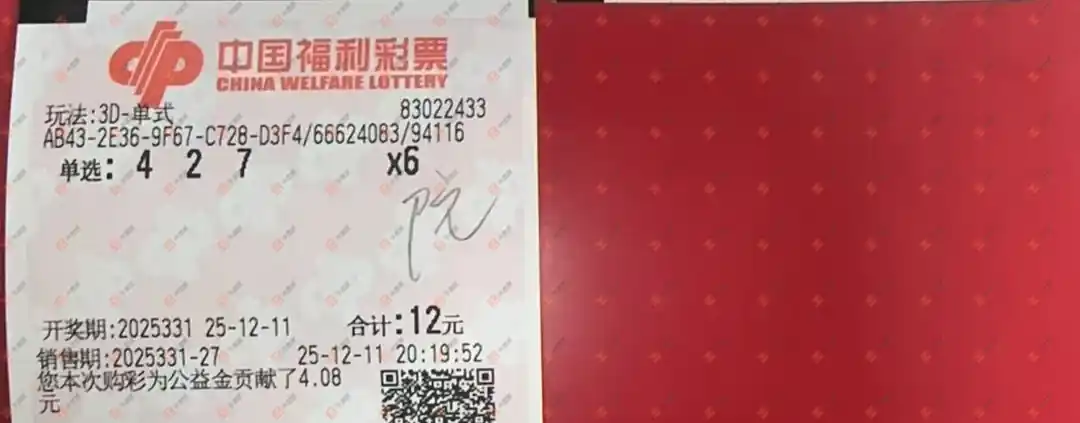 中国福利彩票
CHINA WELFARE LOTTERY
玩法:3D-单式 83022433
AB43-2E36-9F67-C728-D3F4/66624083/94116
单选: 4 2 7 x6
开奖期:2025331 25-12-11 合计:12元
销售期:2025331-27 25-12-11 20:19:52
您本次购彩为公益金贡献了4.08
元